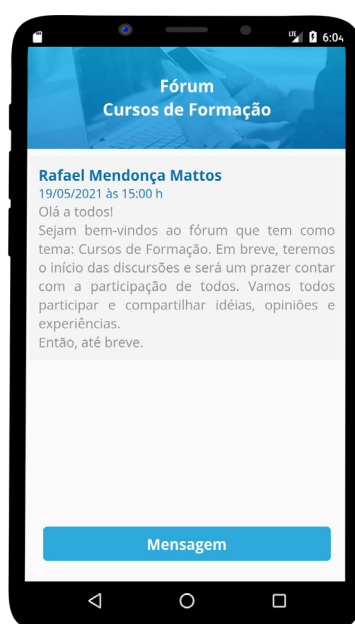 LTE 6:04
Fórum
Cursos de Formação
Rafael Mendonça Mattos
19/05/2021 às 15:00 h
Olá a todos!
Sejam bem-vindos ao fórum que tem como
tema: Cursos de Formação. Em breve, teremos
o início das discursões e será um prazer contar
com a participação de todos. Vamos todos
participar e compartilhar idéias, opiniões e
experiências.
Então, até breve.
Mensagem